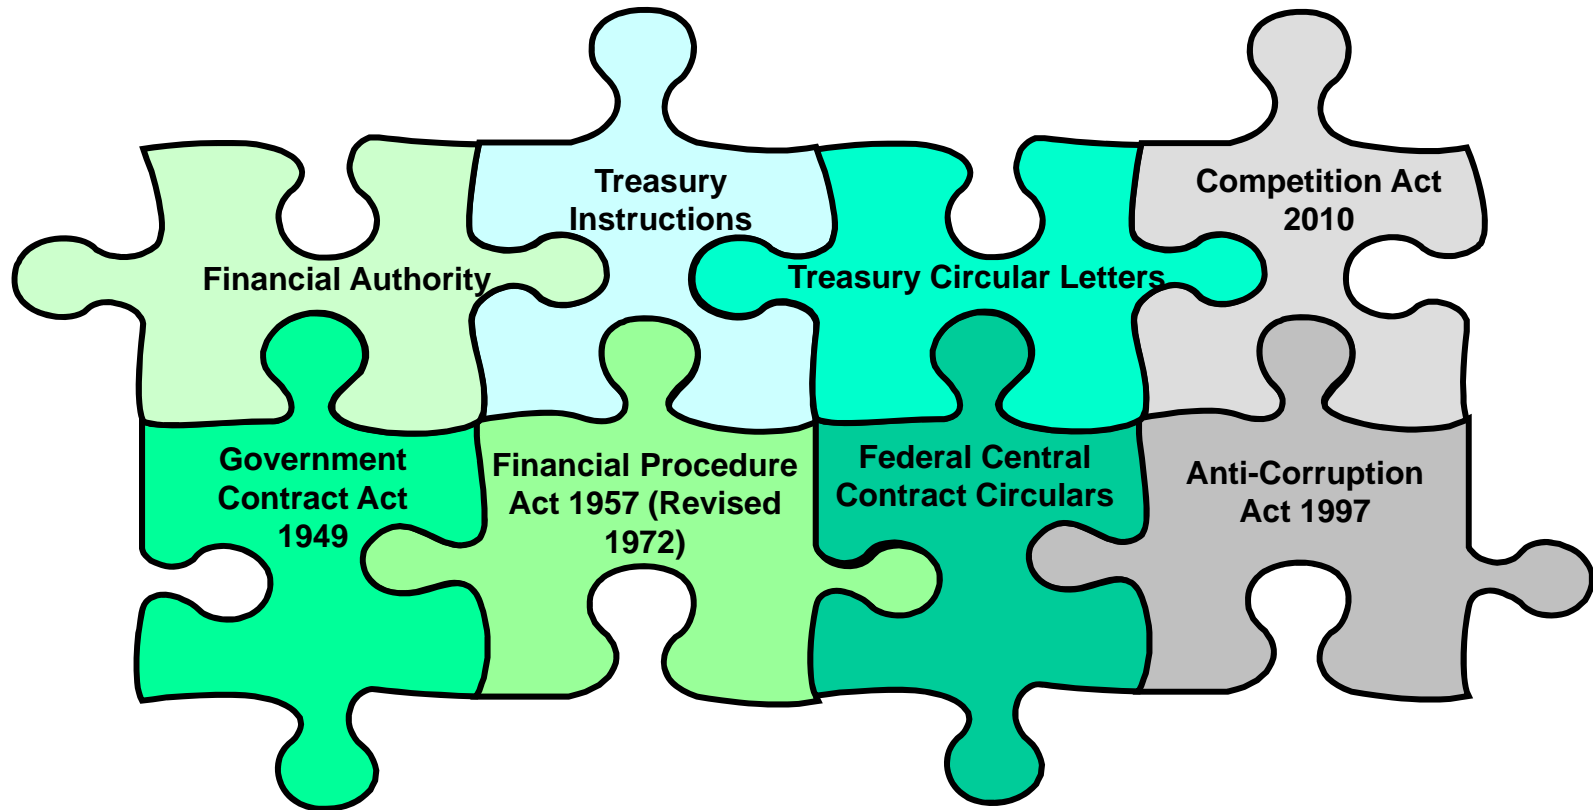 Financial Authority
Treasury
Instructions
Treasury Circular Letters
Competition Act
2010
Government
Contract Act
1949
Financial Procedure
Act 1957 (Revised
1972)
Federal Central
Contract Circulars
Anti-Corruption
Act 1997